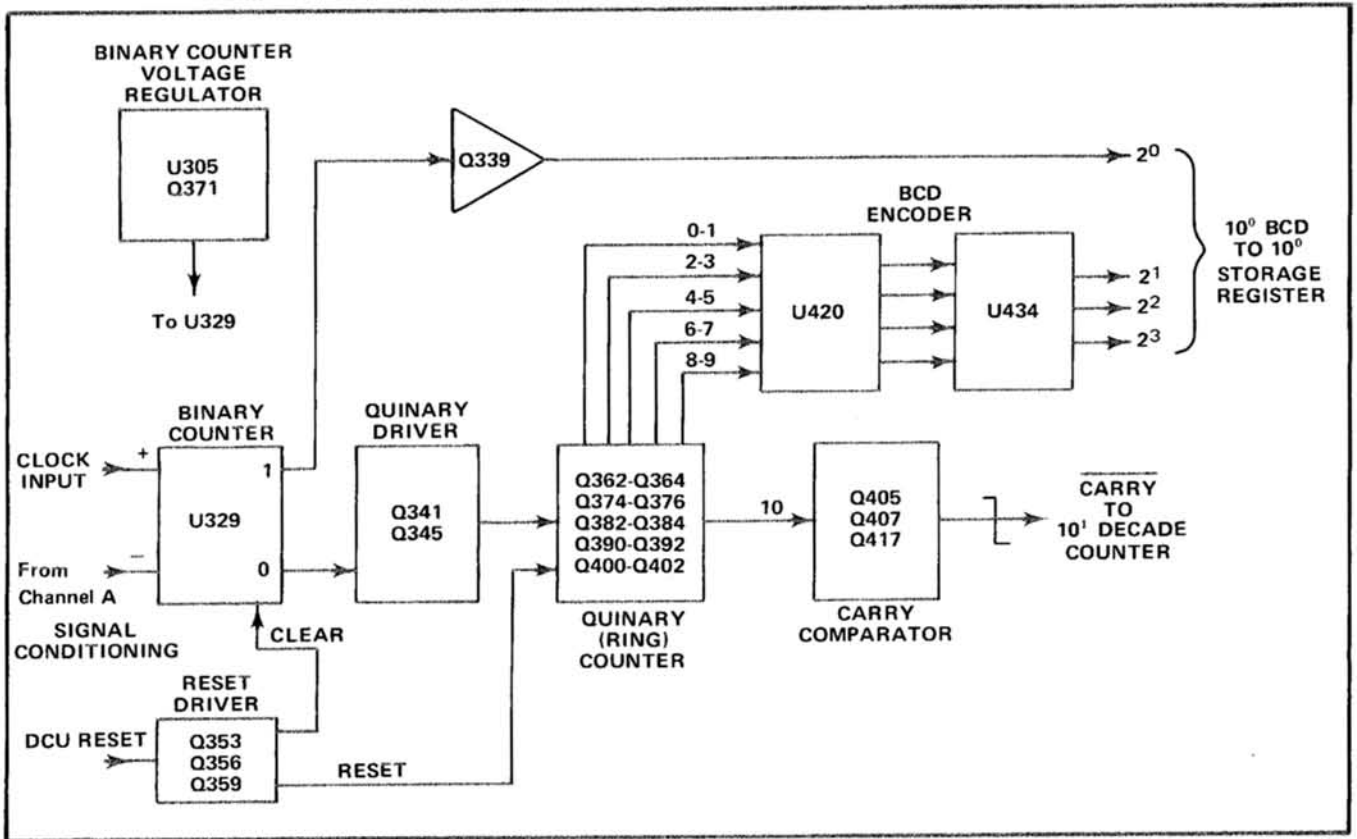 BINARY COUNTER
VOLTAGE
REGULATOR
U305
Q371
To U329
Q339
2⁰
BCD
ENCODER
0-1
2-3
4-5
6-7
8-9
U420
U434
2¹
2²
2³
10⁰ BCD
TO 10⁰
STORAGE
REGISTER
BINARY
COUNTER
CLOCK
INPUT
+
1
U329
From
Channel A
−
0
SIGNAL
CONDITIONING
CLEAR
QUINARY
DRIVER
Q341
Q345
Q362-Q364
Q374-Q376
Q382-Q384
Q390-Q392
Q400-Q402
QUINARY
(RING)
COUNTER
10
Q405
Q407
Q417
CARRY
COMPARATOR
CARRY
TO
10¹ DECADE
COUNTER
RESET
DRIVER
DCU RESET
Q353
Q356
Q359
RESET